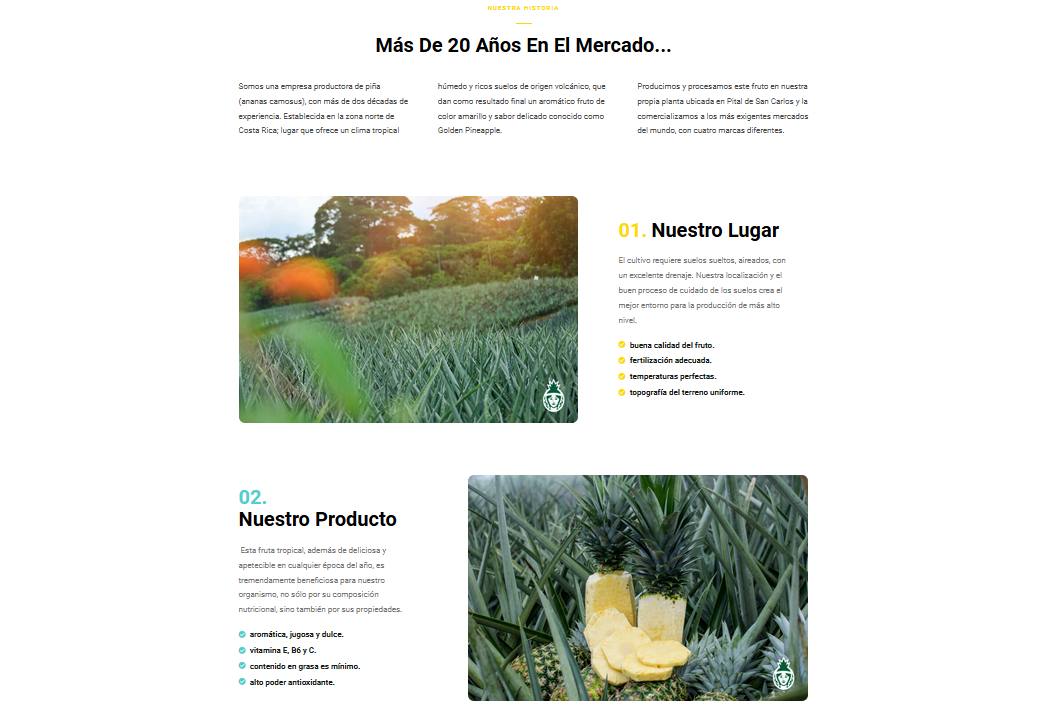 NUESTRA HISTORIA
Más De 20 Años En El Mercado...
Somos una empresa productora de piña
(ananas camosus), con más de dos décadas de
experiencia. Establecida en la zona norte de
Costa Rica; lugar que ofrece un clima tropical
húmedo y ricos suelos de origen volcánico, que
dan como resultado final un aromático fruto de
color amarillo y sabor delicado conocido como
Golden Pineapple.
Producimos y procesamos este fruto en nuestra
propia planta ubicada en Pital de San Carlos y la
comercializamos a los más exigentes mercados
del mundo, con cuatro marcas diferentes.
01. Nuestro Lugar
El cultivo requiere suelos sueltos, aireados, con
un excelente drenaje. Nuestra localización y el
buen proceso de cuidado de los suelos crea el
mejor entorno para la producción de más alto
nivel.
buena calidad del fruto.
fertilización adecuada.
temperaturas perfectas.
topografía del terreno uniforme.
02.
Nuestro Producto
Esta fruta tropical, además de deliciosa y
apetecible en cualquier época del año, es
tremendamente beneficiosa para nuestro
organismo, no sólo por su composición
nutricional, sino también por sus propiedades.
aromática, jugosa y dulce.
vitamina E, B6 y C.
contenido en grasa es mínimo.
alto poder antioxidante.